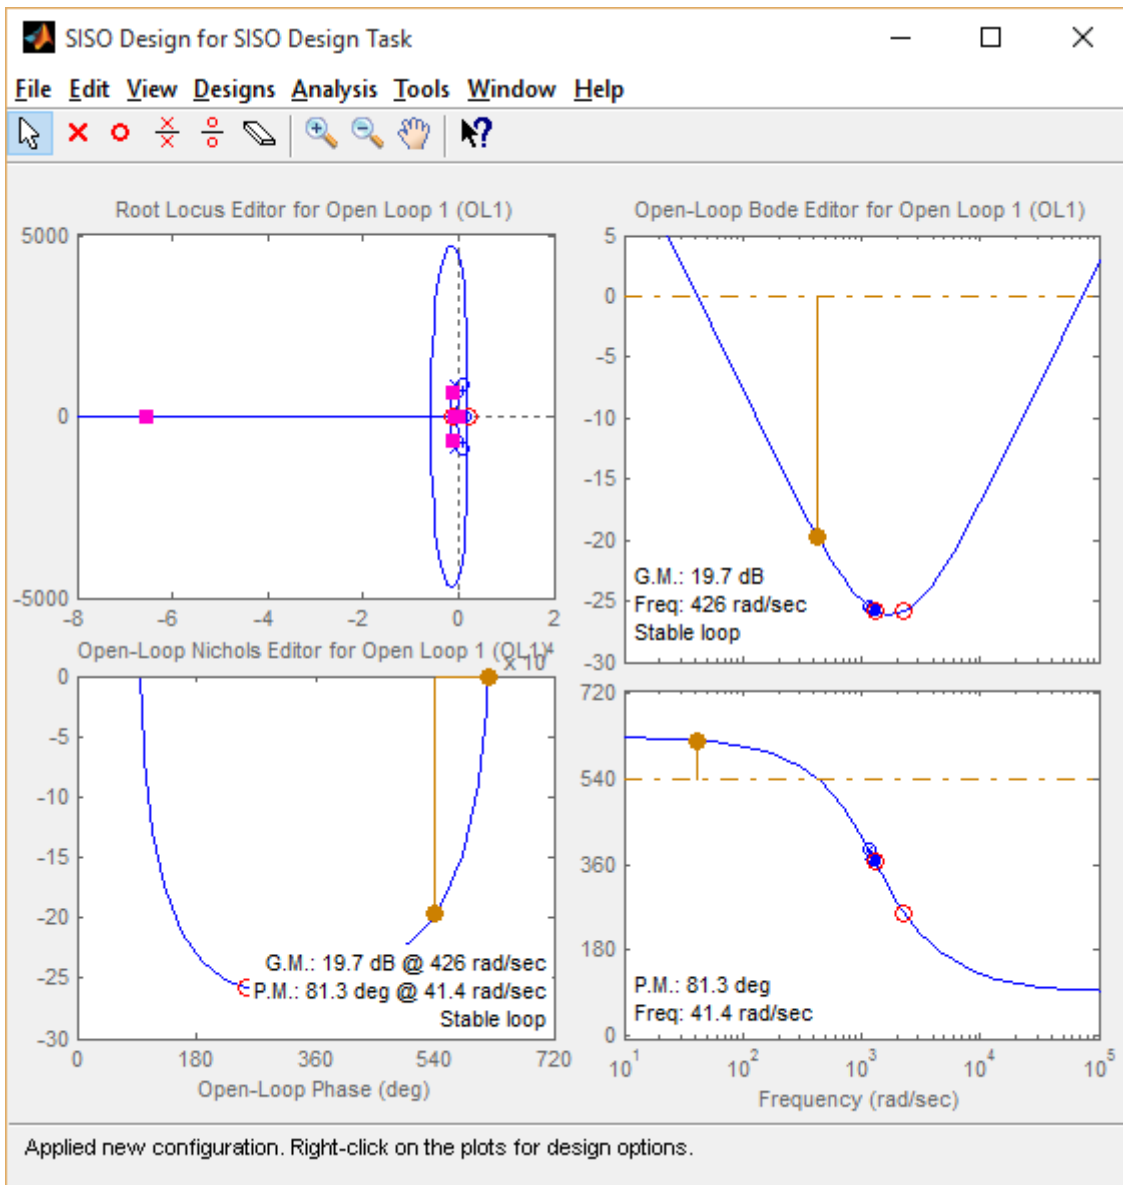 SISO Design for SISO Design Task
File Edit View Designs Analysis Tools Window Help
Root Locus Editor for Open Loop 1 (OL1)
5000
0
-5000
-8 -6 -4 -2 0 2
x 10^4
Open-Loop Bode Editor for Open Loop 1 (OL1)
5
0
-5
-10
-15
-20
-25
-30
G.M.: 19.7 dB
Freq: 426 rad/sec
Stable loop
Open-Loop Nichols Editor for Open Loop 1 (OL1)
0
-5
-10
-15
-20
-25
-30
G.M.: 19.7 dB @ 426 rad/sec
P.M.: 81.3 deg @ 41.4 rad/sec
Stable loop
0 180 360 540 720
Open-Loop Phase (deg)
720
540
360
180
0
P.M.: 81.3 deg
Freq: 41.4 rad/sec
10^1 10^2 10^3 10^4 10^5
Frequency (rad/sec)
Applied new configuration. Right-click on the plots for design options.